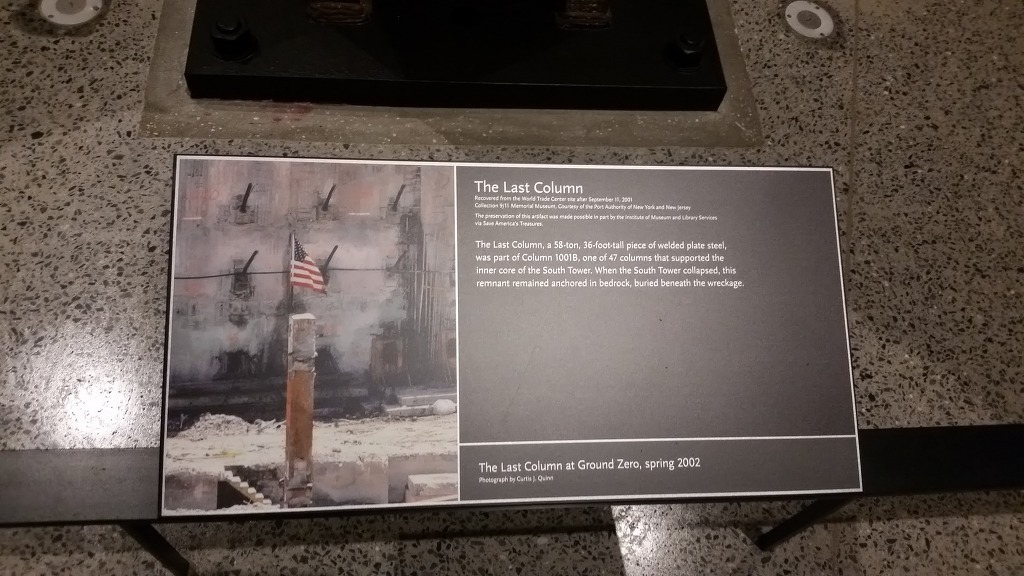 The Last Column
Recovered from the World Trade Center site after September 11, 2001
Collection 9/11 Memorial Museum, Courtesy of the Port Authority of New York and New Jersey
The preservation of this artifact was made possible in part by the Institute of Museum and Library Services
via Save America's Treasures.
The Last Column, a 58-ton, 36-foot-tall piece of welded plate steel,
was part of Column 1001B, one of 47 columns that supported the
inner core of the South Tower. When the South Tower collapsed, this
remnant remained anchored in bedrock, buried beneath the wreckage.
The Last Column at Ground Zero, spring 2002
Photograph by Curtis J. Quinn